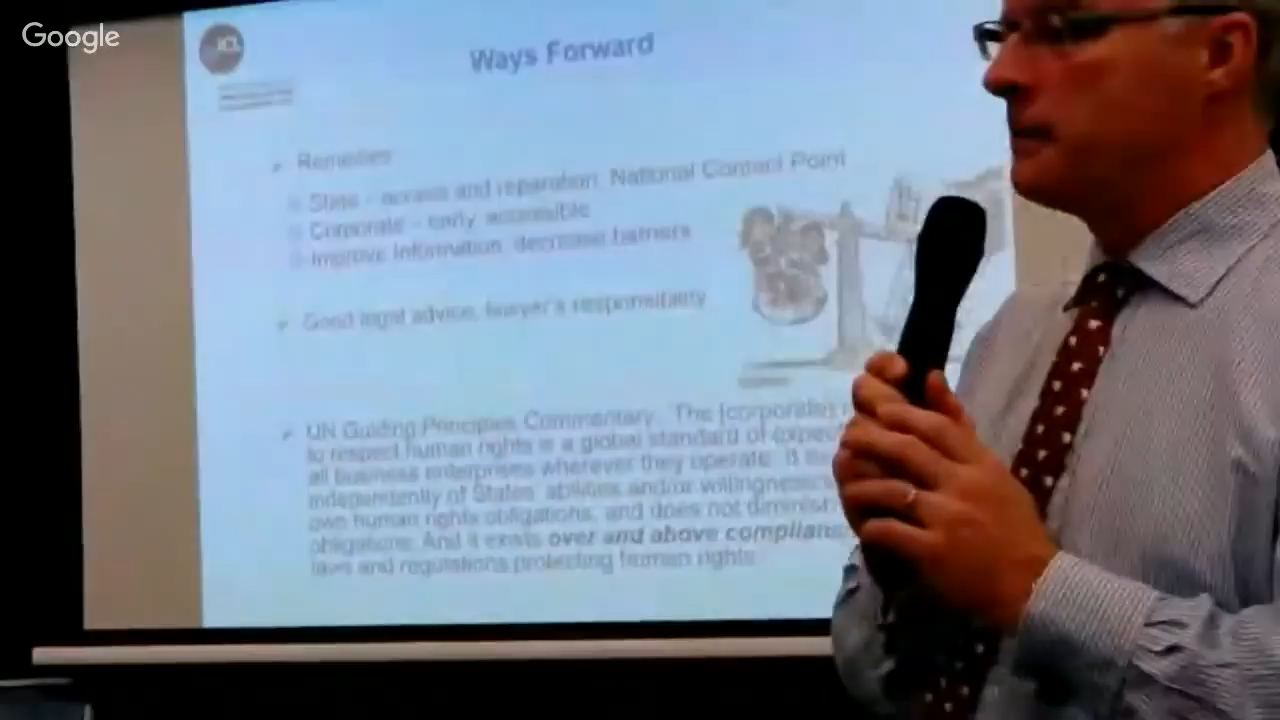 Google
ICL
Ways Forward
Remedies
State - access and reparation, National Contact Point
Corporate - early, accessible
Improve Information, decrease barriers
Good legal advice, lawyer's responsibility
UN Guiding Principles Commentary: The [corporate]
to respect human rights is a global standard of expec
all business enterprises wherever they operate. It
independently of States' abilities and/or willingness
own human rights obligations, and does not diminish
obligations. And it exists over and above complian
laws and regulations protecting human rights.